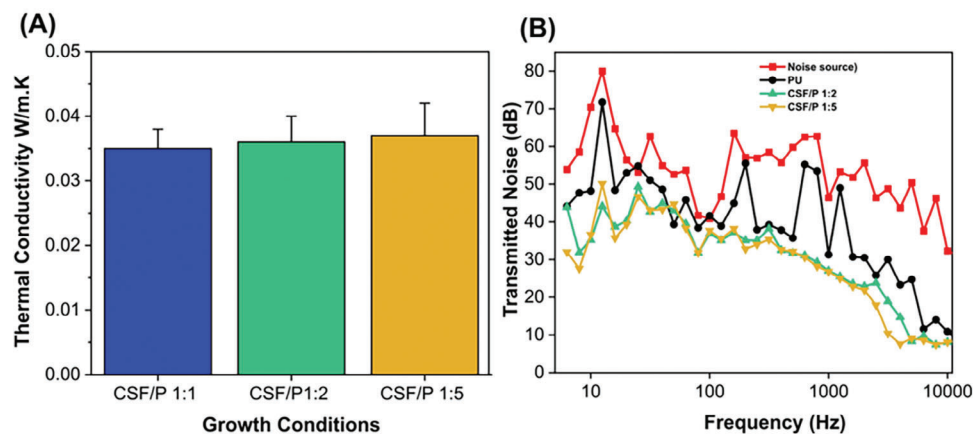 (A)
0.05
0.04
0.03
0.02
0.01
0.00
Thermal Conductivity W/m.K
CSF/P 1:1
CSF/P1:2
CSF/P 1:5
Growth Conditions
(B)
80
70
60
50
40
30
20
10
0
Transmitted Noise (dB)
Noise source)
PU
CSF/P 1:2
CSF/P 1:5
10
100
1000
10000
Frequency (Hz)